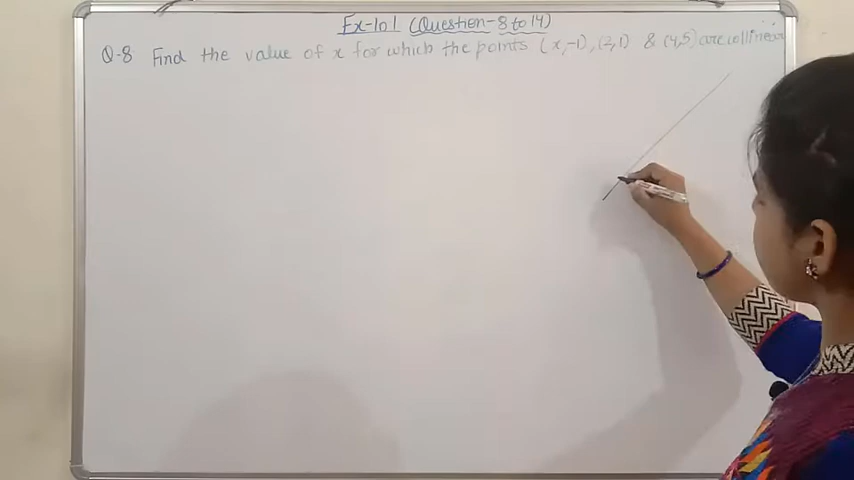 Ex-10.1 (Question-8 to 14)
Q-8 Find the value of x for which the points (x,-1), (2,1) & (4,5) are collinear